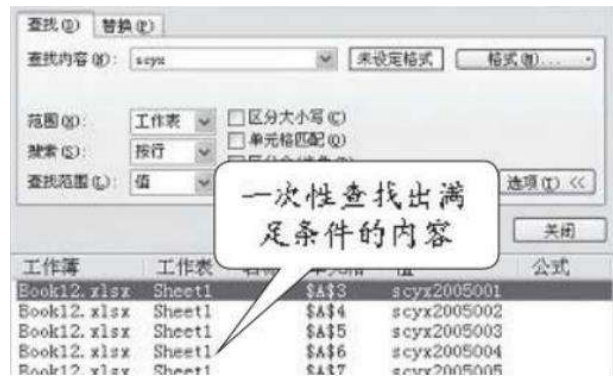 查找(D) 替换(P)
查找内容(N): scyx 未设定格式 格式(M)...
范围(H): 工作表 区分大小写(C)
搜索(S): 按行 单元格匹配(O)
查找范围(L): 值 选项(T) <<
一次性查找出满
足条件的内容
关闭
工作簿 工作表 值 公式
Book12.xlsx Sheet1 $A$3 scyx2005001
Book12.xlsx Sheet1 $A$4 scyx2005002
Book12.xlsx Sheet1 $A$5 scyx2005003
Book12.xlsx Sheet1 $A$6 scyx2005004
Book12.xlsx Sheet1 $A$7 scyx2005005